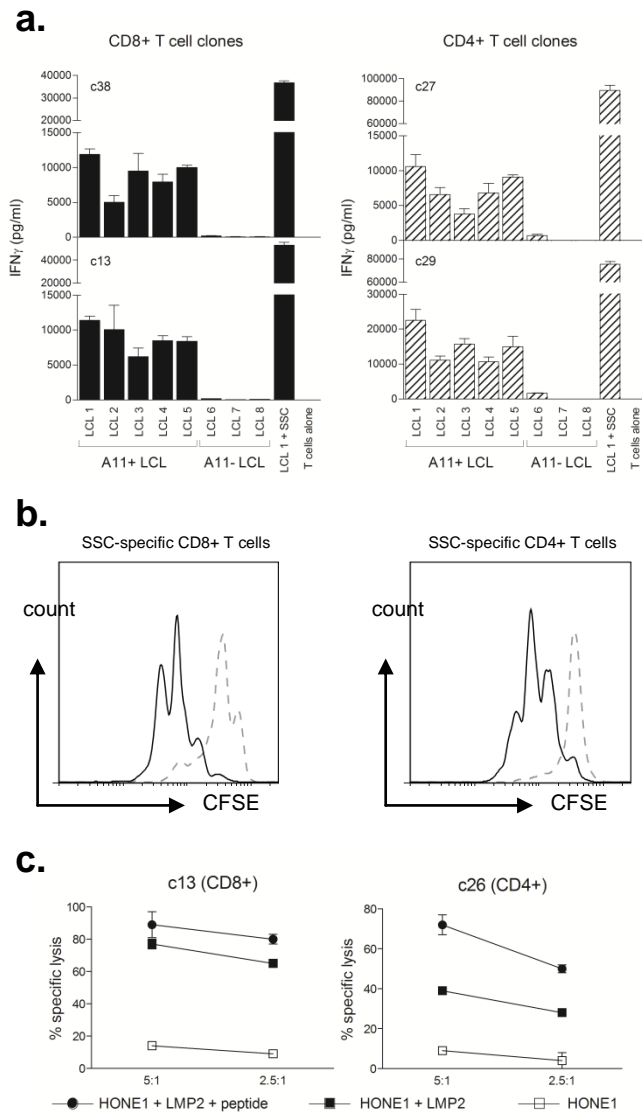 a.
CD8+ T cell clones
CD4+ T cell clones
IFNγ (pg/ml)
c38
40000
30000
20000
15000
10000
5000
0
c13
40000
20000
15000
10000
5000
0
LCL 1
LCL 2
LCL 3
LCL 4
LCL 5
LCL 6
LCL 7
LCL 8
LCL 1 + SSC
T cells alone
A11+ LCL
A11- LCL
IFNγ (pg/ml)
c27
100000
80000
60000
15000
10000
5000
0
c29
80000
60000
30000
20000
10000
0
LCL 1
LCL 2
LCL 3
LCL 4
LCL 5
LCL 6
LCL 7
LCL 8
LCL 1 + SSC
T cells alone
A11+ LCL
A11- LCL
b.
SSC-specific CD8+ T cells
count
CFSE
SSC-specific CD4+ T cells
count
CFSE
c.
c13 (CD8+)
% specific lysis
100
80
60
40
20
0
5:1
2.5:1
c26 (CD4+)
% specific lysis
80
60
40
20
0
5:1
2.5:1
HONE1 + LMP2 + peptide
HONE1 + LMP2
HONE1